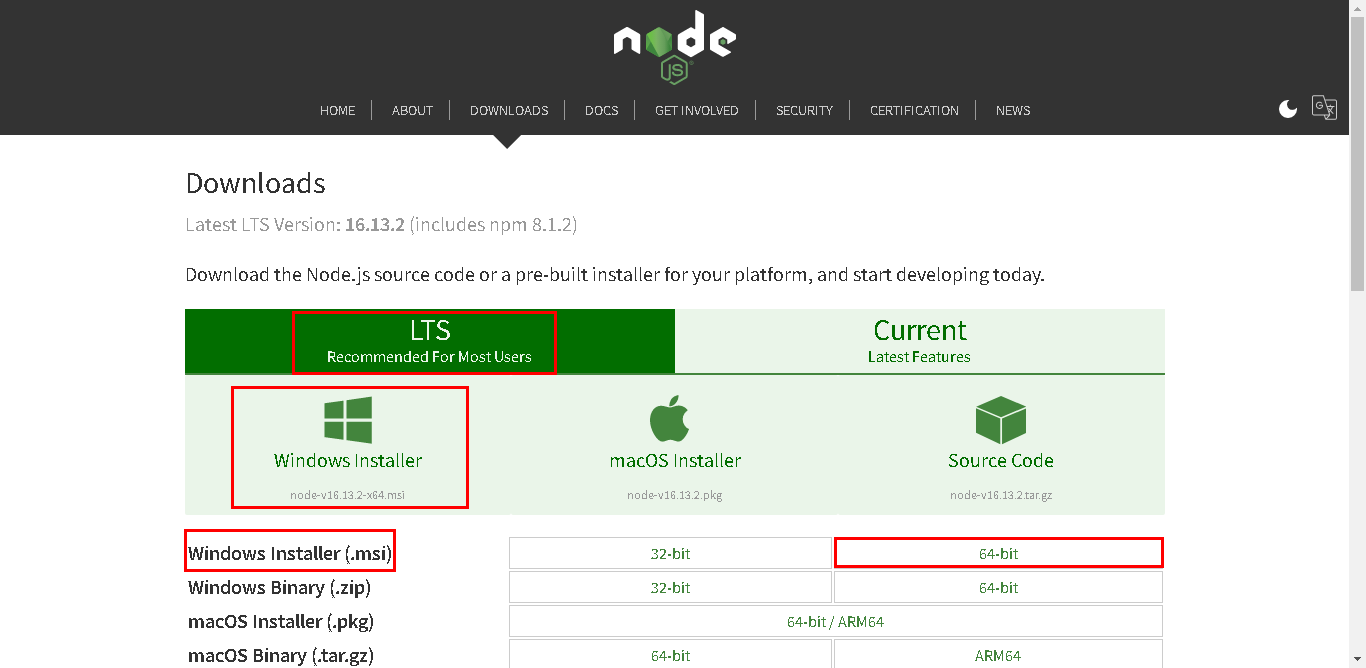 node
JS
HOME
ABOUT
DOWNLOADS
DOCS
GET INVOLVED
SECURITY
CERTIFICATION
NEWS
Downloads
Latest LTS Version: 16.13.2 (includes npm 8.1.2)
Download the Node.js source code or a pre-built installer for your platform, and start developing today.
LTS
Recommended For Most Users
Current
Latest Features
Windows Installer
node-v16.13.2-x64.msi
macOS Installer
node-v16.13.2.pkg
Source Code
node-v16.13.2.tar.gz
Windows Installer (.msi)
32-bit
64-bit
Windows Binary (.zip)
32-bit
64-bit
macOS Installer (.pkg)
64-bit / ARM64
macOS Binary (.tar.gz)
64-bit
ARM64